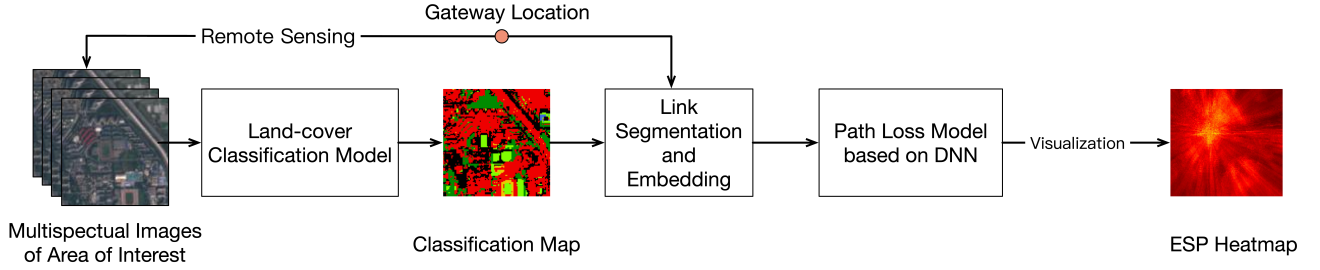 Gateway Location
Remote Sensing
Land-cover
Classification Model
Link
Segmentation
and
Embedding
Path Loss Model
based on DNN
Visualization
Multispectual Images
of Area of Interest
Classification Map
ESP Heatmap